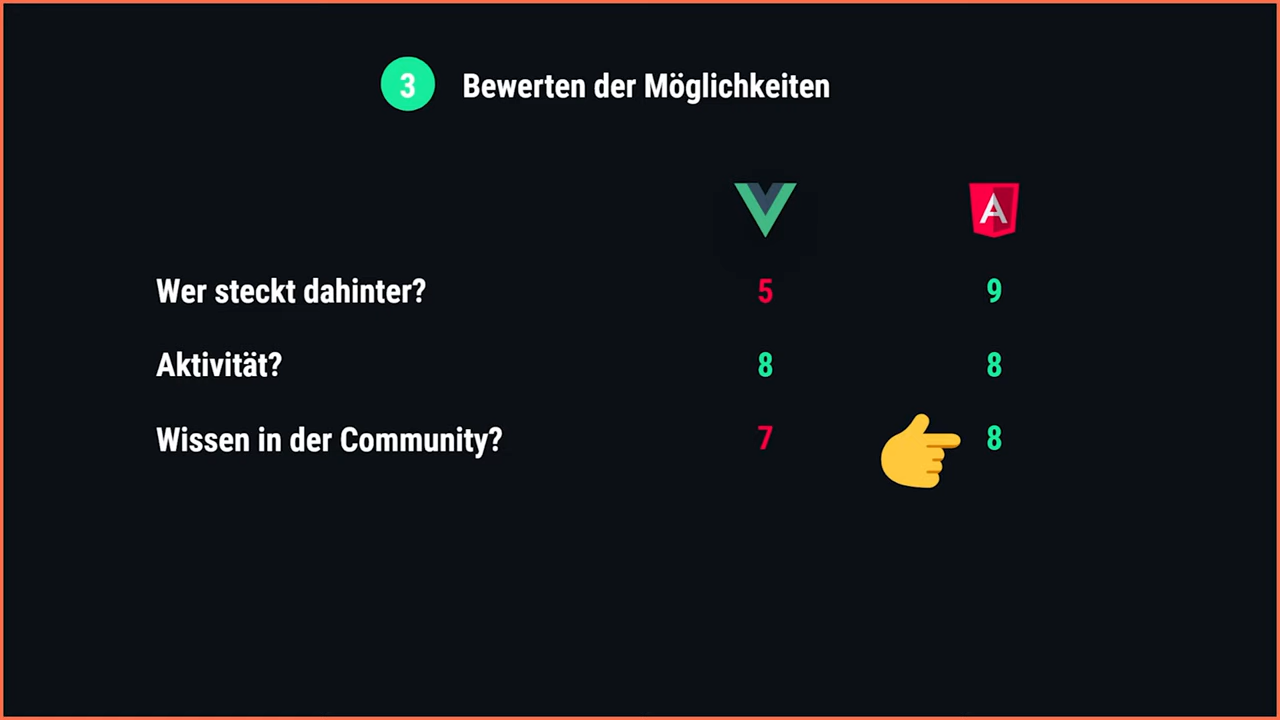 3 Bewerten der Möglichkeiten
A
Wer steckt dahinter? 5 9
Aktivität? 8 8
Wissen in der Community? 7 8